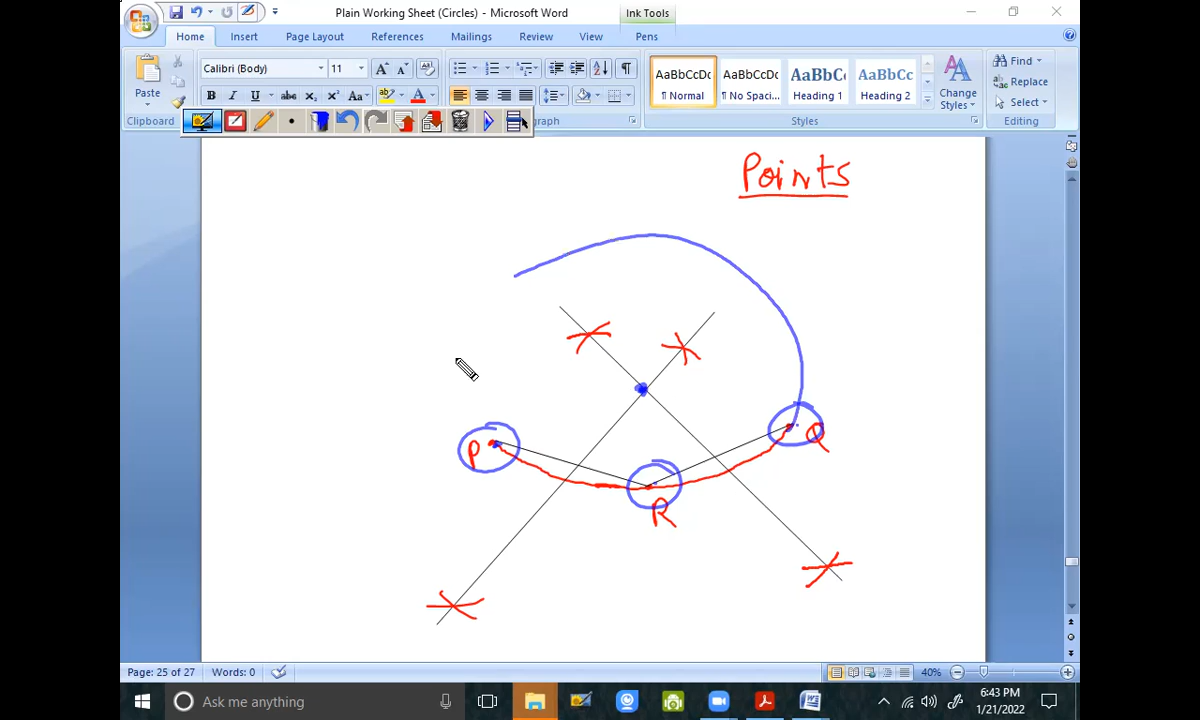 Plain Working Sheet (Circles) - Microsoft Word
Ink Tools
Home Insert Page Layout References Mailings Review View Pens
Calibri (Body) 11
Paste
AaBbCcDc AaBbCcDc AaBbC AaBbCc
¶ Normal ¶ No Spaci... Heading 1 Heading 2
Change Styles
Find
Replace
Select
Clipboard
agraph
Styles
Editing
Points
P
Q
R
Page: 25 of 27 Words: 0
40%
Ask me anything
6:43 PM
1/21/2022